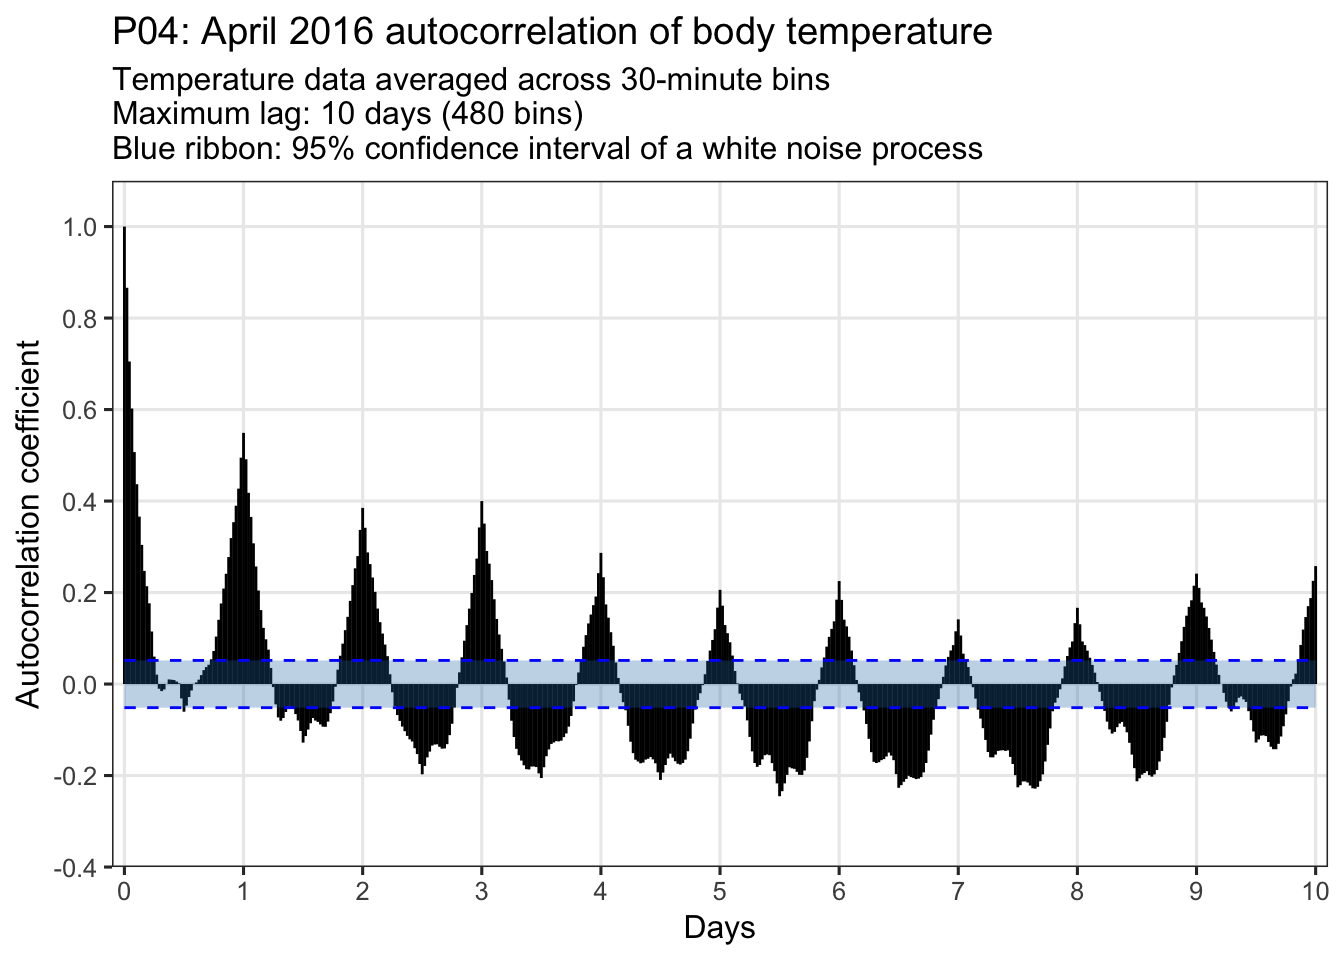 P04: April 2016 autocorrelation of body temperature
Temperature data averaged across 30-minute bins
Maximum lag: 10 days (480 bins)
Blue ribbon: 95% confidence interval of a white noise process
Autocorrelation coefficient
1.0
0.8
0.6
0.4
0.2
0.0
-0.2
-0.4
0 1 2 3 4 5 6 7 8 9 10
Days